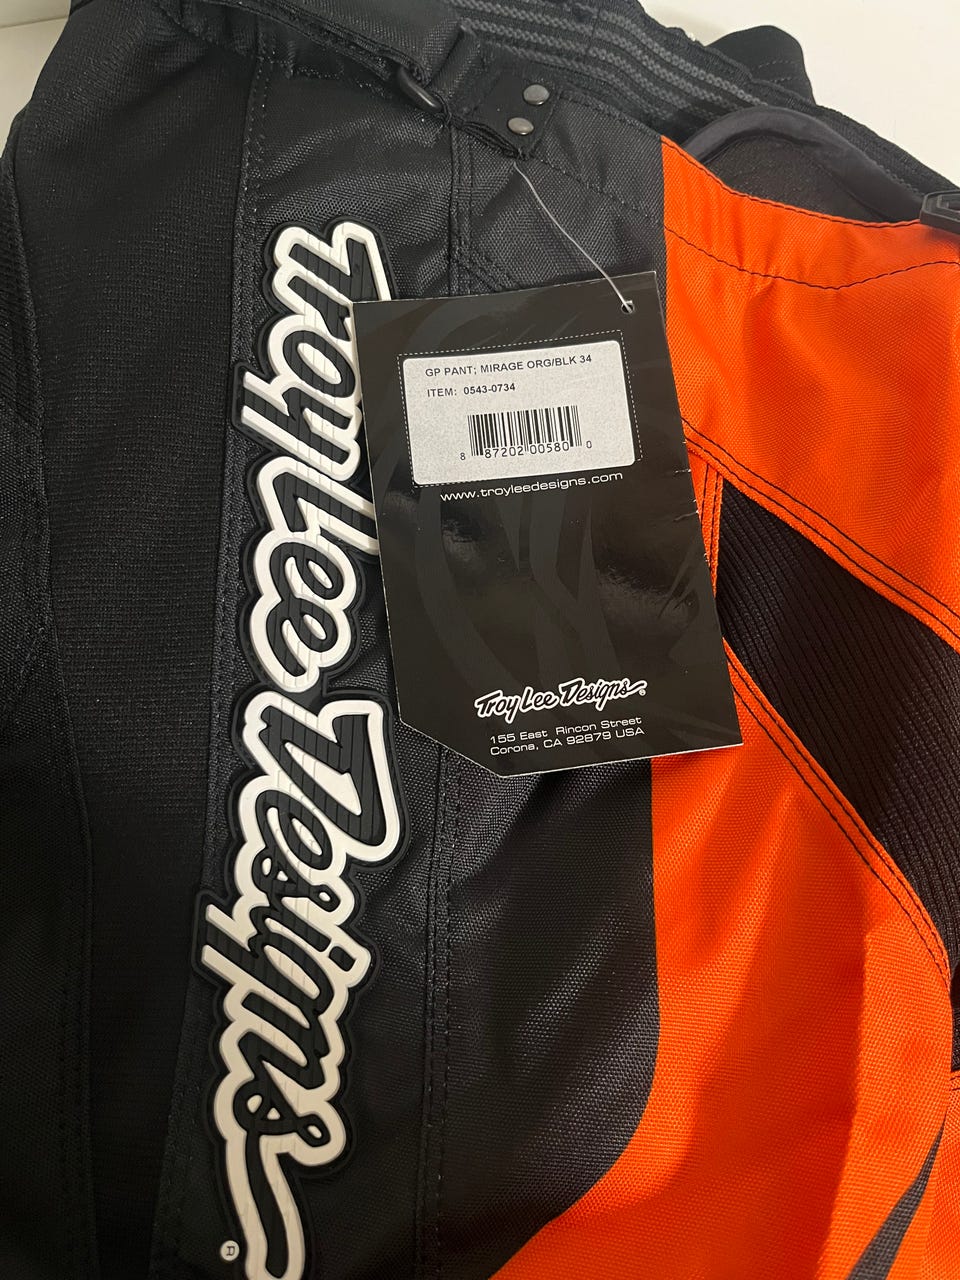 Troy Lee Designs
R
GP PANT; MIRAGE ORG/BLK 34
ITEM: 0543-0734
8 87202 00580 0
www.troyleedesigns.com
Troy Lee Designs
155 East Rincon Street
Corona, CA 92879 USA